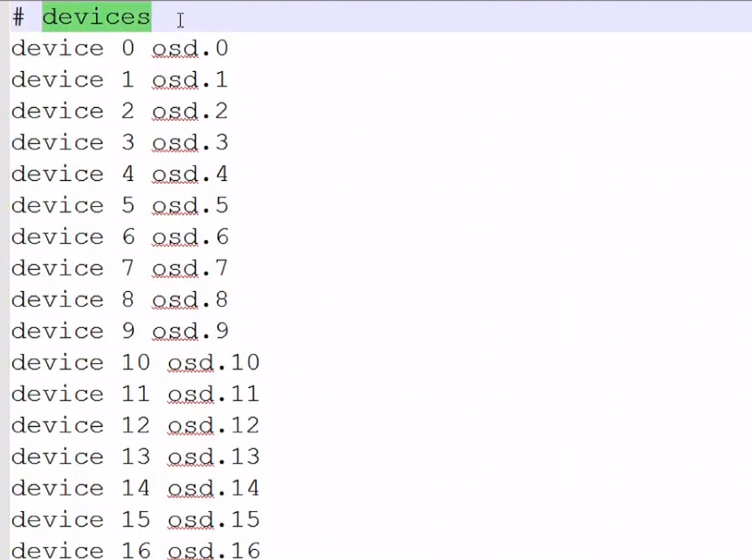 # devices
device 0 osd.0
device 1 osd.1
device 2 osd.2
device 3 osd.3
device 4 osd.4
device 5 osd.5
device 6 osd.6
device 7 osd.7
device 8 osd.8
device 9 osd.9
device 10 osd.10
device 11 osd.11
device 12 osd.12
device 13 osd.13
device 14 osd.14
device 15 osd.15
device 16 osd.16